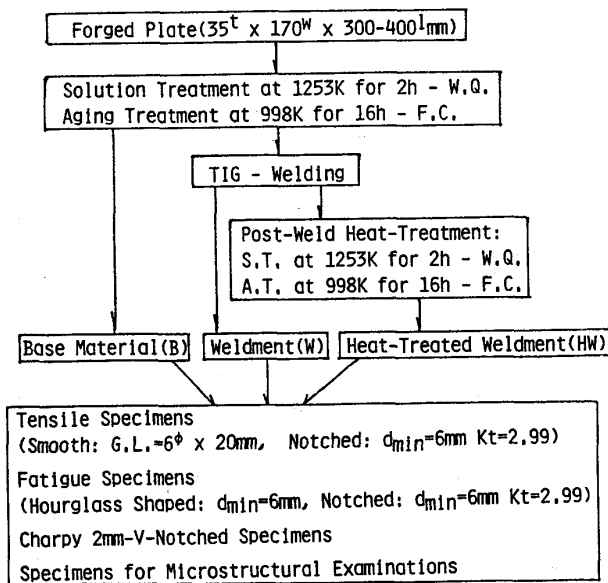 Forged Plate(35ᵗ x 170ʷ x 300-400ˡmm)
Solution Treatment at 1253K for 2h - W.Q.
Aging Treatment at 998K for 16h - F.C.
TIG - Welding
Post-Weld Heat-Treatment:
S.T. at 1253K for 2h - W.Q.
A.T. at 998K for 16h - F.C.
Base Material(B)
Weldment(W)
Heat-Treated Weldment(HW)
Tensile Specimens
(Smooth: G.L.=6ᶲ x 20mm, Notched: dmin=6mm Kt=2.99)
Fatigue Specimens
(Hourglass Shaped: dmin=6mm, Notched: dmin=6mm Kt=2.99)
Charpy 2mm-V-Notched Specimens
Specimens for Microstructural Examinations